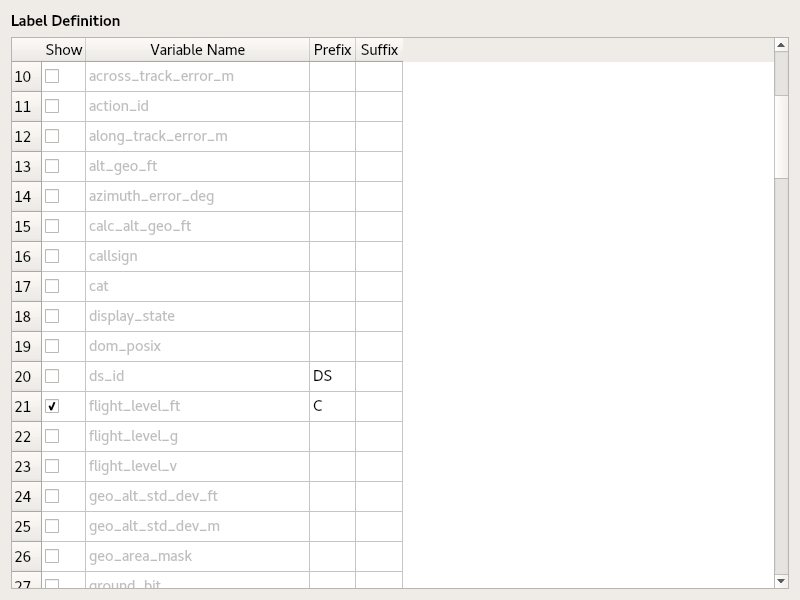 Label Definition
Show Variable Name Prefix Suffix
10 across_track_error_m
11 action_id
12 along_track_error_m
13 alt_geo_ft
14 azimuth_error_deg
15 calc_alt_geo_ft
16 callsign
17 cat
18 display_state
19 dom_posix
20 ds_id DS
21 flight_level_ft C
22 flight_level_g
23 flight_level_v
24 geo_alt_std_dev_ft
25 geo_alt_std_dev_m
26 geo_area_mask
27 ground_bit